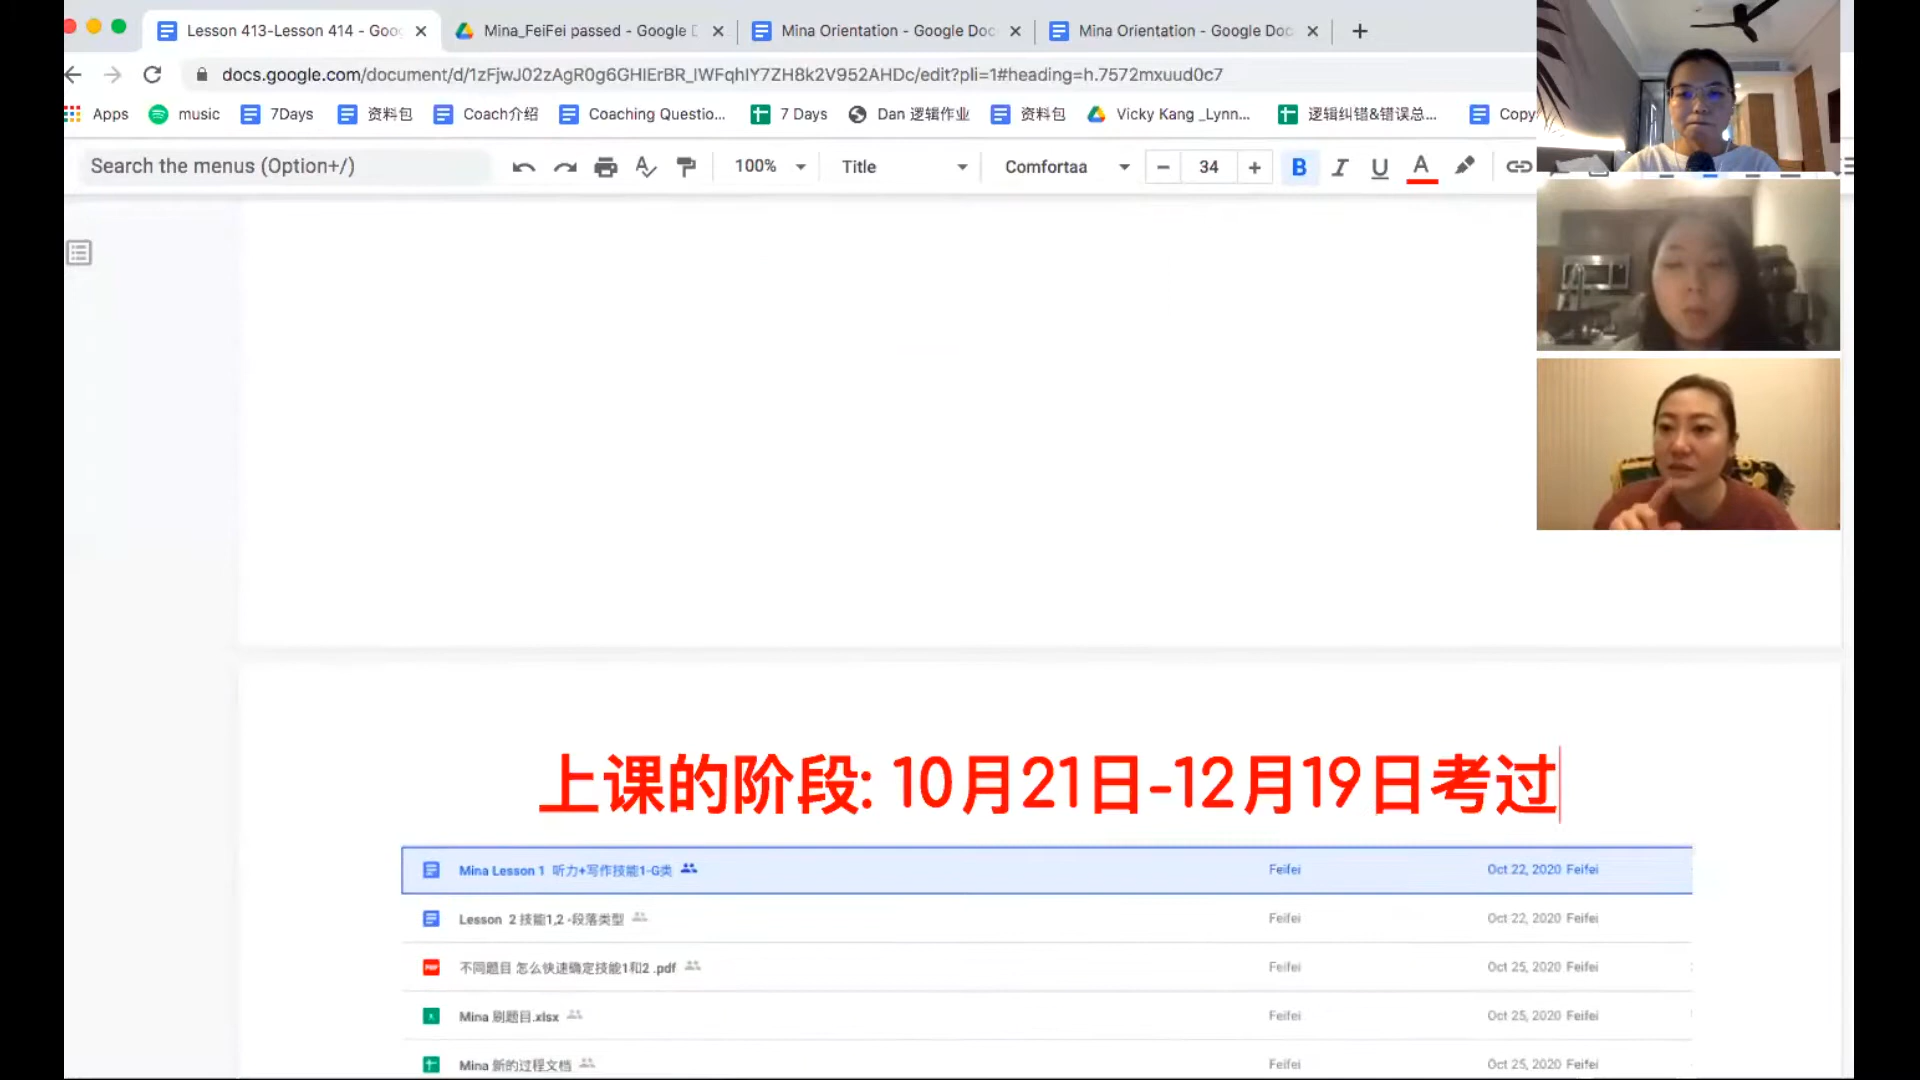 Lesson 413-Lesson 414 - Goo
Mina_FeiFei passed - Google D
Mina Orientation - Google Doc
Mina Orientation - Google Doc
docs.google.com/document/d/1zFjwJ02zAgR0g6GHlErBR_lWFqhlY7ZH8k2V952AHDc/edit?pli=1#heading=h.7572mxuud0c7
Apps music 7Days 资料包 Coach介绍 Coaching Questio... 7 Days Dan 逻辑作业 资料包 Vicky Kang _Lynn... 逻辑纠错&错误总... Copy
Search the menus (Option+/) 100% Title Comfortaa − 34 + B I U A
上课的阶段: 10月21日-12月19日考过
Mina Lesson 1 听力+写作技能1-G类 Feifei Oct 22, 2020 Feifei
Lesson 2 技能1,2 -段落类型 Feifei Oct 22, 2020 Feifei
不同题目 怎么快速确定技能1和2 .pdf Feifei Oct 25, 2020 Feifei
Mina 刷题目.xlsx Feifei Oct 25, 2020 Feifei
Mina 新的过程文档 Feifei Oct 25, 2020 Feifei